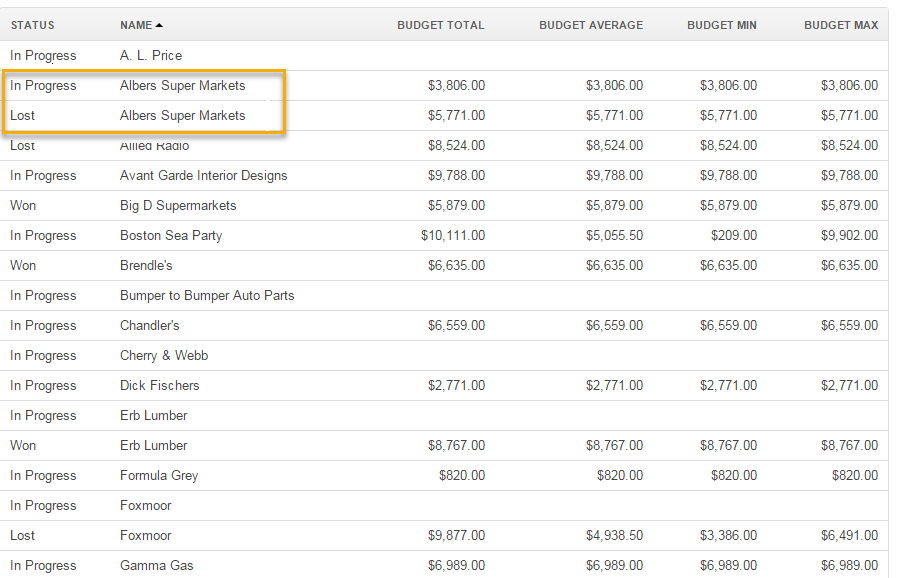 STATUS NAME BUDGET TOTAL BUDGET AVERAGE BUDGET MIN BUDGET MAX
In Progress A. L. Price
In Progress Albers Super Markets $3,806.00 $3,806.00 $3,806.00 $3,806.00
Lost Albers Super Markets $5,771.00 $5,771.00 $5,771.00 $5,771.00
Lost Allied Radio $8,524.00 $8,524.00 $8,524.00 $8,524.00
In Progress Avant Garde Interior Designs $9,788.00 $9,788.00 $9,788.00 $9,788.00
Won Big D Supermarkets $5,879.00 $5,879.00 $5,879.00 $5,879.00
In Progress Boston Sea Party $10,111.00 $5,055.50 $209.00 $9,902.00
Won Brendle's $6,635.00 $6,635.00 $6,635.00 $6,635.00
In Progress Bumper to Bumper Auto Parts
In Progress Chandler's $6,559.00 $6,559.00 $6,559.00 $6,559.00
In Progress Cherry & Webb
In Progress Dick Fischers $2,771.00 $2,771.00 $2,771.00 $2,771.00
In Progress Erb Lumber
Won Erb Lumber $8,767.00 $8,767.00 $8,767.00 $8,767.00
In Progress Formula Grey $820.00 $820.00 $820.00 $820.00
In Progress Foxmoor
Lost Foxmoor $9,877.00 $4,938.50 $3,386.00 $6,491.00
In Progress Gamma Gas $6,989.00 $6,989.00 $6,989.00 $6,989.00